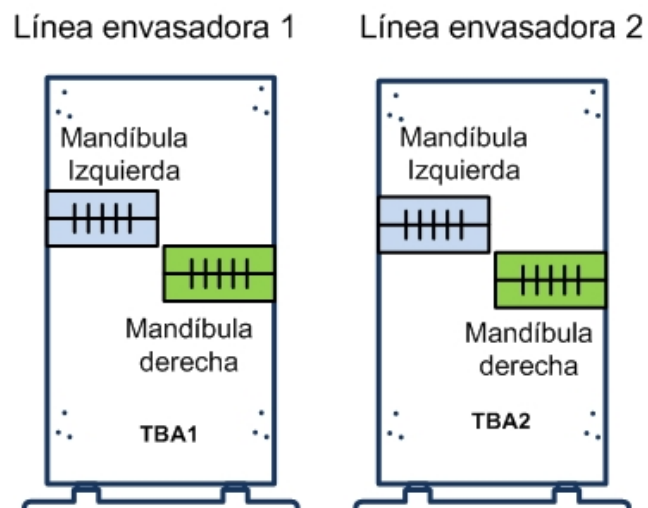 Línea envasadora 1
Línea envasadora 2
Mandíbula
Izquierda
Mandíbula
derecha
TBA1
Mandíbula
Izquierda
Mandíbula
derecha
TBA2